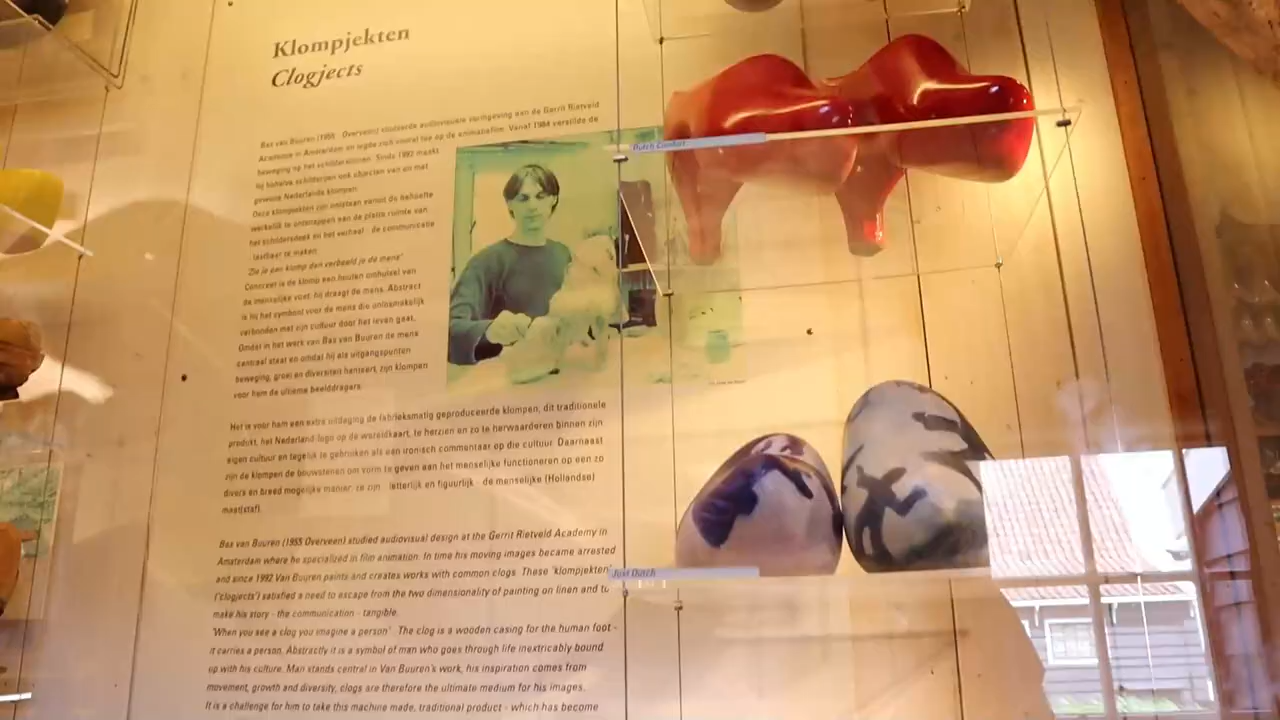 Klompjekten
Clogjects
Bas van Buuren (1955 Overveen) studeerde audiovisuele vormgeving aan de Gerrit Rietveld
Academie in Amsterdam en legde zich vooral toe op de animatiefilm. Vanaf 1984 verstilde de
beweging op het schilderslinnen. Sinds 1992 maakt
hij behalve schilderijen ook objecten van en met
gewone Nederlandse klompen.
Deze klompjekten zijn ontstaan vanuit de behoefte
werkelijk te ontsnappen aan de platte ruimte van
het schildersdoek en het verhaal - de communicatie
- tastbaar te maken.
'Zie je een klomp dan verbeeld je de mens'
Concreet is de klomp een houten omhulsel van
de menselijke voet; hij draagt de mens. Abstract
is hij het symbool voor de mens die onlosmakelijk
verbonden met zijn cultuur door het leven gaat.
Omdat in het werk van Bas van Buuren de mens
centraal staat en omdat hij als uitgangspunten
beweging, groei en diversiteit hanteert, zijn klompen
voor hem de ultieme beelddragers.
Het is voor hem een extra uitdaging de fabrieksmatig geproduceerde klompen, dit traditionele
produkt, het Nederland-logo op de wereldkaart, te herzien en zo te herwaarderen binnen zijn
eigen cultuur en tegelijk te gebruiken als een ironisch commentaar op die cultuur. Daarnaast
zijn de klompen de bouwstenen om vorm te geven aan het menselijke functioneren op een zo
divers en breed mogelijke manier; ze zijn - letterlijk en figuurlijk - de menselijke (Hollandse)
maat(staf).
Bas van Buuren (1955 Overveen) studied audiovisual design at the Gerrit Rietveld Academy in
Amsterdam where he specialized in film animation. In time his moving images became arrested
and since 1992 Van Buuren paints and creates works with common clogs. These 'klompjekten'
('clogjects') satisfied a need to escape from the two dimensionality of painting on linen and to
make his story - the communication - tangible.
'When you see a clog you imagine a person'. The clog is a wooden casing for the human foot -
it carries a person. Abstractly it is a symbol of man who goes through life inextricably bound
up with his culture. Man stands central in Van Buuren's work, his inspiration comes from
movement, growth and diversity, clogs are therefore the ultimate medium for his images.
It is a challenge for him to take this machine made, traditional product - which has become
Dutch Comfort
Just Dutch